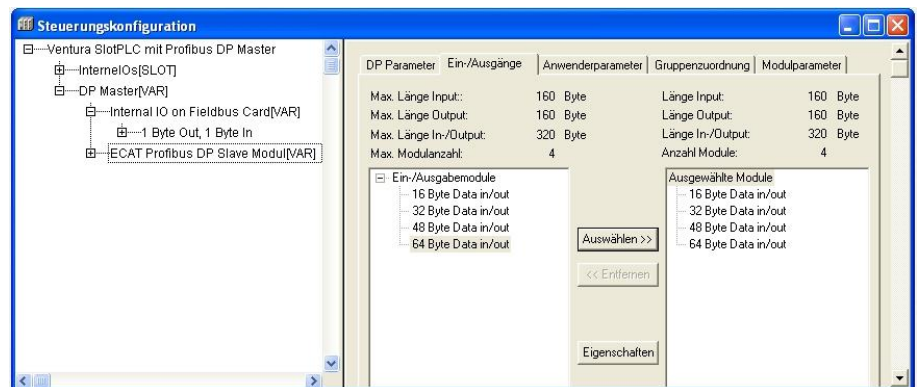 Steuerungskonfiguration
Ventura SlotPLC mit Profibus DP Master
InterneIOs[SLOT]
DP Master[VAR]
Internal IO on Fieldbus Card[VAR]
1 Byte Out, 1 Byte In
ECAT Profibus DP Slave Modul[VAR]
DP Parameter Ein-/Ausgänge Anwenderparameter Gruppenzuordnung Modulparameter
Max. Länge Input:: 160 Byte Länge Input: 160 Byte
Max. Länge Output: 160 Byte Länge Output: 160 Byte
Max. Länge In-/Output: 320 Byte Länge In-/Output: 320 Byte
Max. Modulanzahl: 4 Anzahl Module: 4
Ein-/Ausgabemodule
16 Byte Data in/out
32 Byte Data in/out
48 Byte Data in/out
64 Byte Data in/out
Auswählen >>
<< Entfernen
Eigenschaften
Ausgewählte Module
16 Byte Data in/out
32 Byte Data in/out
48 Byte Data in/out
64 Byte Data in/out